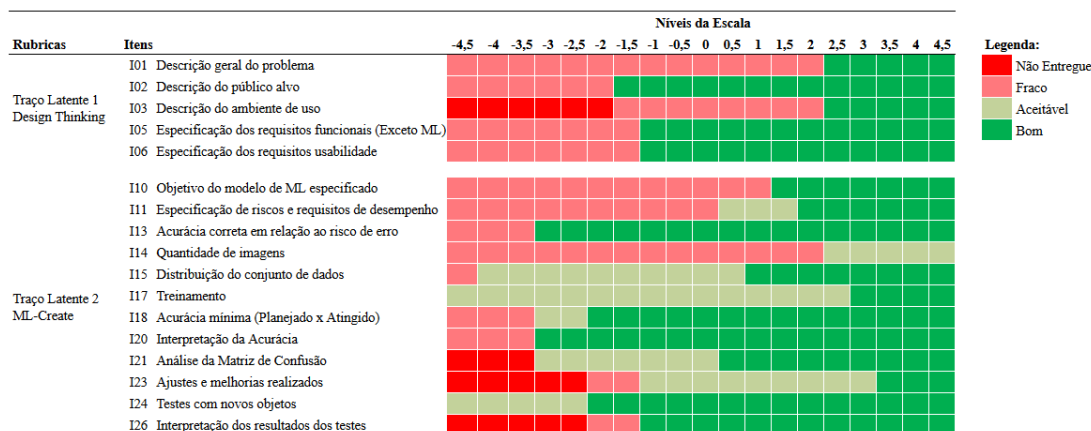 Níveis da Escala
Rubricas Itens -4,5 -4 -3,5 -3 -2,5 -2 -1,5 -1 -0,5 0 0,5 1 1,5 2 2,5 3 3,5 4 4,5
Legenda:
Não Entregue
Fraco
Aceitável
Bom
Traço Latente 1
Design Thinking
I01 Descrição geral do problema
I02 Descrição do público alvo
I03 Descrição do ambiente de uso
I05 Especificação dos requisitos funcionais (Exceto ML)
I06 Especificação dos requisitos usabilidade
Traço Latente 2
ML-Create
I10 Objetivo do modelo de ML especificado
I11 Especificação de riscos e requisitos de desempenho
I13 Acurácia correta em relação ao risco de erro
I14 Quantidade de imagens
I15 Distribuição do conjunto de dados
I17 Treinamento
I18 Acurácia mínima (Planejado x Atingido)
I20 Interpretação da Acurácia
I21 Análise da Matriz de Confusão
I23 Ajustes e melhorias realizados
I24 Testes com novos objetos
I26 Interpretação dos resultados dos testes